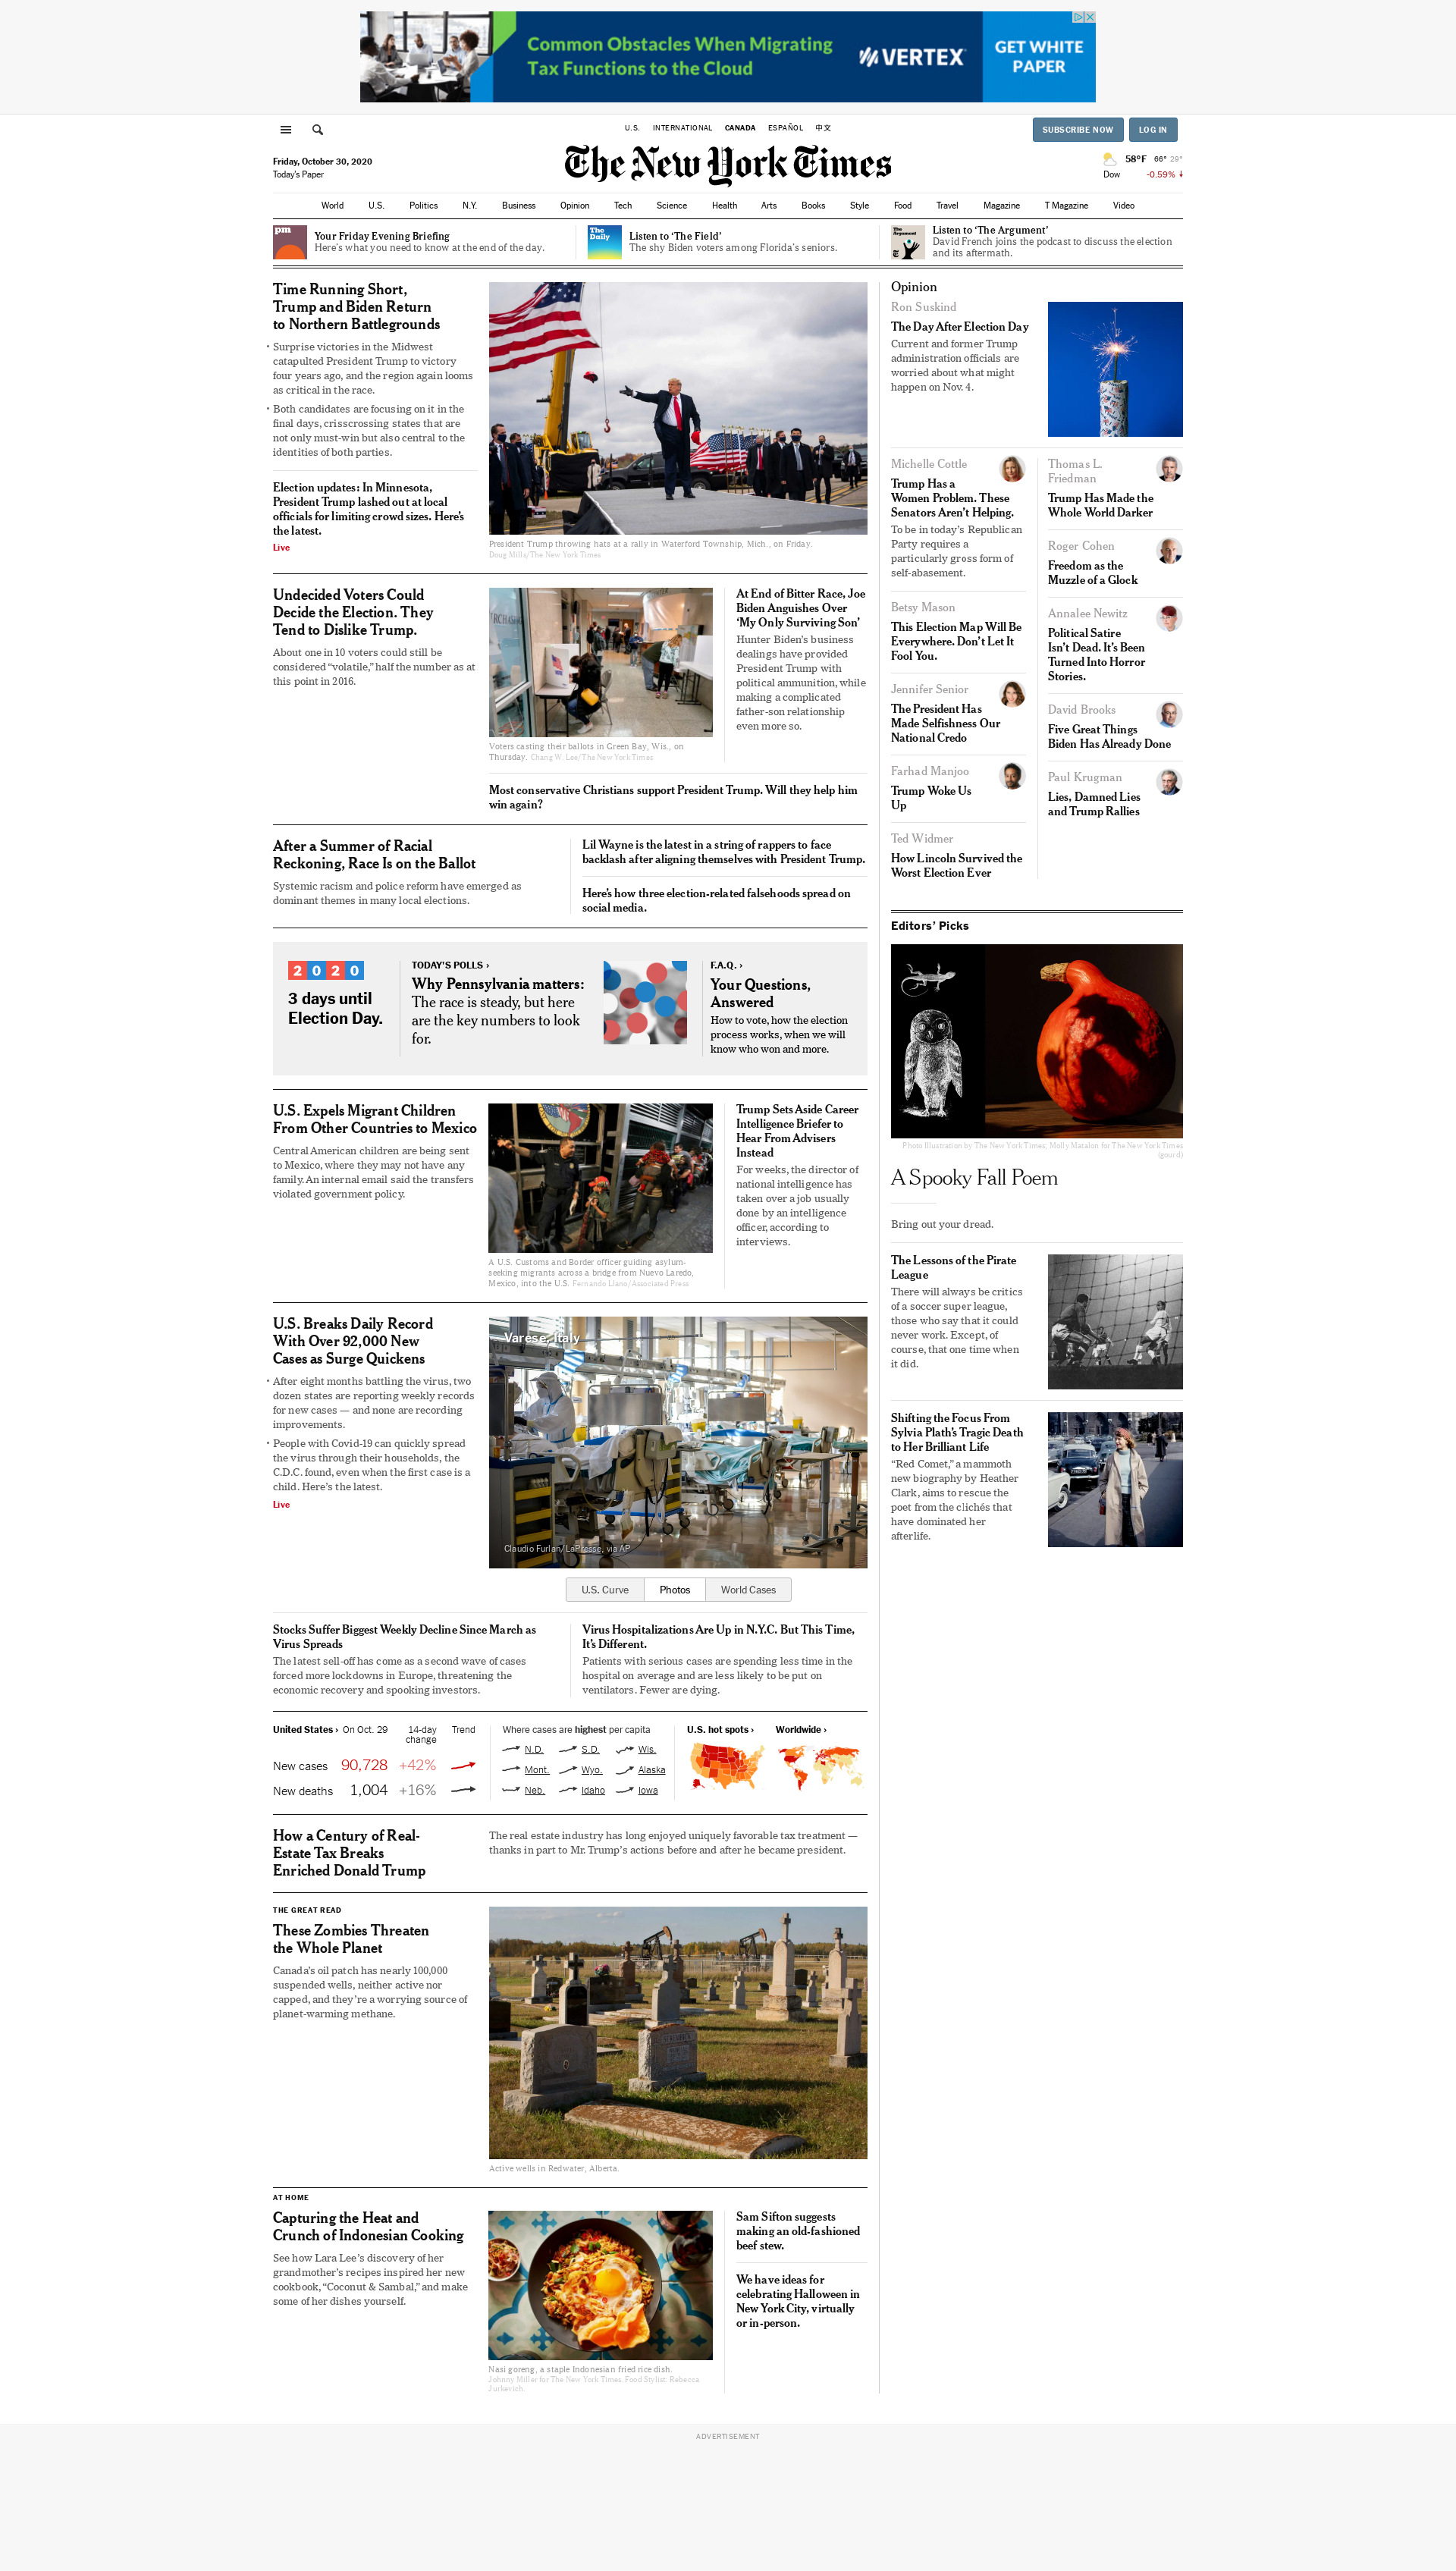 Common Obstacles When Migrating
Tax Functions to the Cloud
VERTEX
GET WHITE
PAPER
U.S.
INTERNATIONAL
CANADA
ESPAÑOL
中文
SUBSCRIBE NOW
LOG IN
Friday, October 30, 2020
Today's Paper
The New York Times
58°F 66° 29°
Dow -0.59%
World
U.S.
Politics
N.Y.
Business
Opinion
Tech
Science
Health
Arts
Books
Style
Food
Travel
Magazine
T Magazine
Video
pm
Your Friday Evening Briefing
Here's what you need to know at the end of the day.
The
Daily
Listen to ‘The Field’
The shy Biden voters among Florida's seniors.
The
Argument
Listen to ‘The Argument’
David French joins the podcast to discuss the election
and its aftermath.
Time Running Short,
Trump and Biden Return
to Northern Battlegrounds
• Surprise victories in the Midwest
catapulted President Trump to victory
four years ago, and the region again looms
as critical in the race.
• Both candidates are focusing on it in the
final days, crisscrossing states that are
not only must-win but also central to the
identities of both parties.
Election updates: In Minnesota,
President Trump lashed out at local
officials for limiting crowd sizes. Here’s
the latest.
Live
President Trump throwing hats at a rally in Waterford Township, Mich., on Friday.
Doug Mills/The New York Times
Undecided Voters Could
Decide the Election. They
Tend to Dislike Trump.
About one in 10 voters could still be
considered “volatile,” half the number as at
this point in 2016.
Voters casting their ballots in Green Bay, Wis., on
Thursday. Chang W. Lee/The New York Times
At End of Bitter Race, Joe
Biden Anguishes Over
‘My Only Surviving Son’
Hunter Biden’s business
dealings have provided
President Trump with
political ammunition, while
making a complicated
father-son relationship
even more so.
Most conservative Christians support President Trump. Will they help him
win again?
After a Summer of Racial
Reckoning, Race Is on the Ballot
Systemic racism and police reform have emerged as
dominant themes in many local elections.
Lil Wayne is the latest in a string of rappers to face
backlash after aligning themselves with President Trump.
Here’s how three election-related falsehoods spread on
social media.
2020
3 days until
Election Day.
TODAY’S POLLS ›
Why Pennsylvania matters:
The race is steady, but here
are the key numbers to look
for.
F.A.Q. ›
Your Questions,
Answered
How to vote, how the election
process works, when we will
know who won and more.
U.S. Expels Migrant Children
From Other Countries to Mexico
Central American children are being sent
to Mexico, where they may not have any
family. An internal email said the transfers
violated government policy.
A U.S. Customs and Border officer guiding asylum-
seeking migrants across a bridge from Nuevo Laredo,
Mexico, into the U.S. Fernando Llano/Associated Press
Trump Sets Aside Career
Intelligence Briefer to
Hear From Advisers
Instead
For weeks, the director of
national intelligence has
taken over a job usually
done by an intelligence
officer, according to
interviews.
U.S. Breaks Daily Record
With Over 92,000 New
Cases as Surge Quickens
• After eight months battling the virus, two
dozen states are reporting weekly records
for new cases — and none are recording
improvements.
• People with Covid-19 can quickly spread
the virus through their households, the
C.D.C. found, even when the first case is a
child. Here’s the latest.
Live
Varese, Italy
Claudio Furlan/LaPresse, via AP
U.S. Curve
Photos
World Cases
Stocks Suffer Biggest Weekly Decline Since March as
Virus Spreads
The latest sell-off has come as a second wave of cases
forced more lockdowns in Europe, threatening the
economic recovery and spooking investors.
Virus Hospitalizations Are Up in N.Y.C. But This Time,
It’s Different.
Patients with serious cases are spending less time in the
hospital on average and are less likely to be put on
ventilators. Fewer are dying.
United States › On Oct. 29 14-day
change Trend
New cases 90,728 +42%
New deaths 1,004 +16%
Where cases are highest per capita
N.D. S.D. Wis.
Mont. Wyo. Alaska
Neb. Idaho Iowa
U.S. hot spots ›
Worldwide ›
How a Century of Real-
Estate Tax Breaks
Enriched Donald Trump
The real estate industry has long enjoyed uniquely favorable tax treatment —
thanks in part to Mr. Trump’s actions before and after he became president.
THE GREAT READ
These Zombies Threaten
the Whole Planet
Canada’s oil patch has nearly 100,000
suspended wells, neither active nor
capped, and they’re a worrying source of
planet-warming methane.
Active wells in Redwater, Alberta.
AT HOME
Capturing the Heat and
Crunch of Indonesian Cooking
See how Lara Lee’s discovery of her
grandmother’s recipes inspired her new
cookbook, “Coconut & Sambal,” and make
some of her dishes yourself.
Nasi goreng, a staple Indonesian fried rice dish.
Johnny Miller for The New York Times. Food Stylist: Rebecca
Jurkevich.
Sam Sifton suggests
making an old-fashioned
beef stew.
We have ideas for
celebrating Halloween in
New York City, virtually
or in-person.
Opinion
Ron Suskind
The Day After Election Day
Current and former Trump
administration officials are
worried about what might
happen on Nov. 4.
Michelle Cottle
Trump Has a
Women Problem. These
Senators Aren’t Helping.
To be in today’s Republican
Party requires a
particularly gross form of
self-abasement.
Betsy Mason
This Election Map Will Be
Everywhere. Don’t Let It
Fool You.
Jennifer Senior
The President Has
Made Selfishness Our
National Credo
Farhad Manjoo
Trump Woke Us
Up
Ted Widmer
How Lincoln Survived the
Worst Election Ever
Thomas L.
Friedman
Trump Has Made the
Whole World Darker
Roger Cohen
Freedom as the
Muzzle of a Glock
Annalee Newitz
Political Satire
Isn’t Dead. It’s Been
Turned Into Horror
Stories.
David Brooks
Five Great Things
Biden Has Already Done
Paul Krugman
Lies, Damned Lies
and Trump Rallies
Editors’ Picks
Photo Illustration by The New York Times; Molly Matalon for The New York Times
(gourd)
A Spooky Fall Poem
Bring out your dread.
The Lessons of the Pirate
League
There will always be critics
of a soccer super league,
those who say that it could
never work. Except, of
course, that one time when
it did.
Shifting the Focus From
Sylvia Plath’s Tragic Death
to Her Brilliant Life
“Red Comet,” a mammoth
new biography by Heather
Clark, aims to rescue the
poet from the clichés that
have dominated her
afterlife.
ADVERTISEMENT